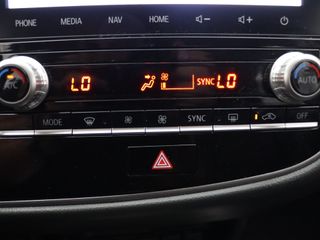 PHONE MEDIA NAV HOME
A/C LO SYNC LO AUTO
MODE SYNC OFF